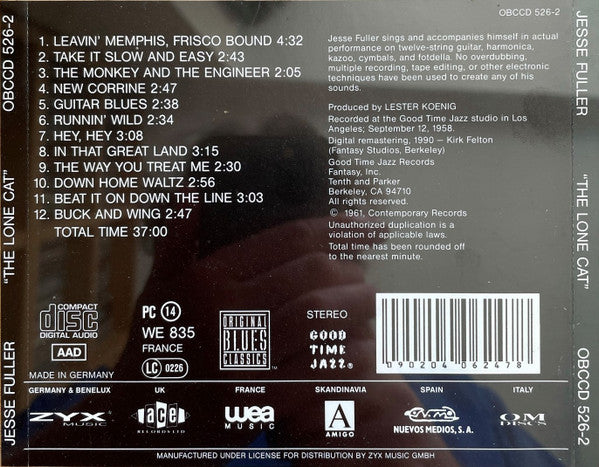 OBCCD 526-2
JESSE FULLER
"THE LONE CAT"
OBCCD 526-2
JESSE FULLER
"THE LONE CAT"
OBCCD 526-2
1. LEAVIN' MEMPHIS, FRISCO BOUND 4:32
2. TAKE IT SLOW AND EASY 2:43
3. THE MONKEY AND THE ENGINEER 2:05
4. NEW CORRINE 2:47
5. GUITAR BLUES 2:38
6. RUNNIN' WILD 2:34
7. HEY, HEY 3:08
8. IN THAT GREAT LAND 3:15
9. THE WAY YOU TREAT ME 2:30
10. DOWN HOME WALTZ 2:56
11. BEAT IT ON DOWN THE LINE 3:03
12. BUCK AND WING 2:47
TOTAL TIME 37:00
Jesse Fuller sings and accompanies himself in actual
performance on twelve-string guitar, harmonica,
kazoo, cymbals, and fotdella. No overdubbing,
multiple recording, tape editing, or other electronic
techniques have been used to create any of his
sounds.
Produced by LESTER KOENIG
Recorded at the Good Time Jazz studio in Los
Angeles; September 12, 1958.
Digital remastering, 1990 – Kirk Felton
(Fantasy Studios, Berkeley)
Good Time Jazz Records
Fantasy, Inc.
Tenth and Parker
Berkeley, CA 94710
All rights reserved.
© 1961, Contemporary Records
Unauthorized duplication is a
violation of applicable laws.
Total time has been rounded off
to the nearest minute.
COMPACT
disc
DIGITAL AUDIO
AAD
MADE IN GERMANY
PC 14
WE 835
FRANCE
LC 0226
ORIGINAL
BLUES
CLASSICS
STEREO
GOOD
TIME
JAZZ®
0 90204 062478 7
GERMANY & BENELUX
UK
FRANCE
SKANDINAVIA
SPAIN
ITALY
ZYX
MUSIC
ace
RECORDS LTD
wea
MUSIC
A
AMIGO
N.M.
NUEVOS MEDIOS, S.A.
OM
DISCS
MANUFACTURED UNDER LICENSE FOR DISTRIBUTION BY ZYX MUSIC GMBH